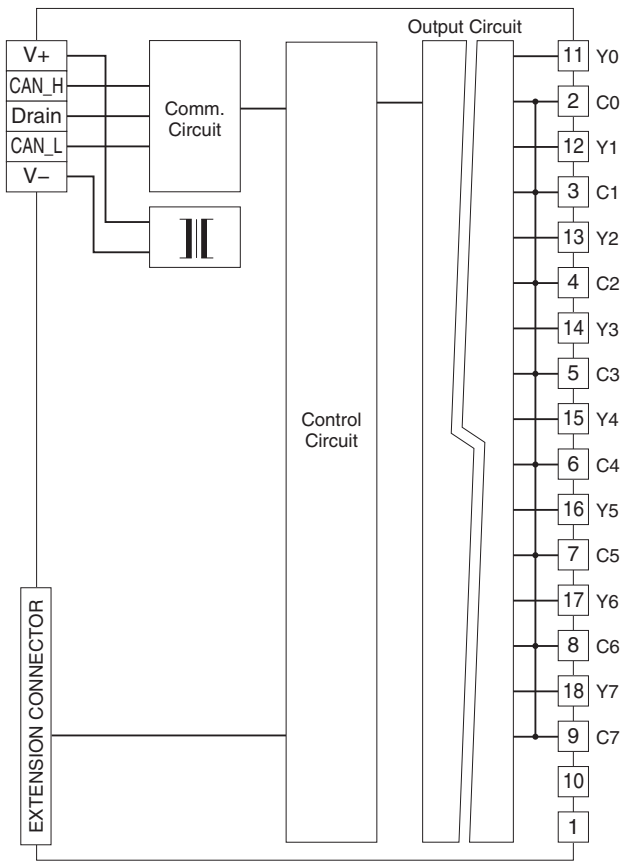 Output Circuit
V+
CAN_H
Drain
CAN_L
V−
Comm.
Circuit
Control
Circuit
EXTENSION CONNECTOR
11 Y0
2 C0
12 Y1
3 C1
13 Y2
4 C2
14 Y3
5 C3
15 Y4
6 C4
16 Y5
7 C5
17 Y6
8 C6
18 Y7
9 C7
10
1